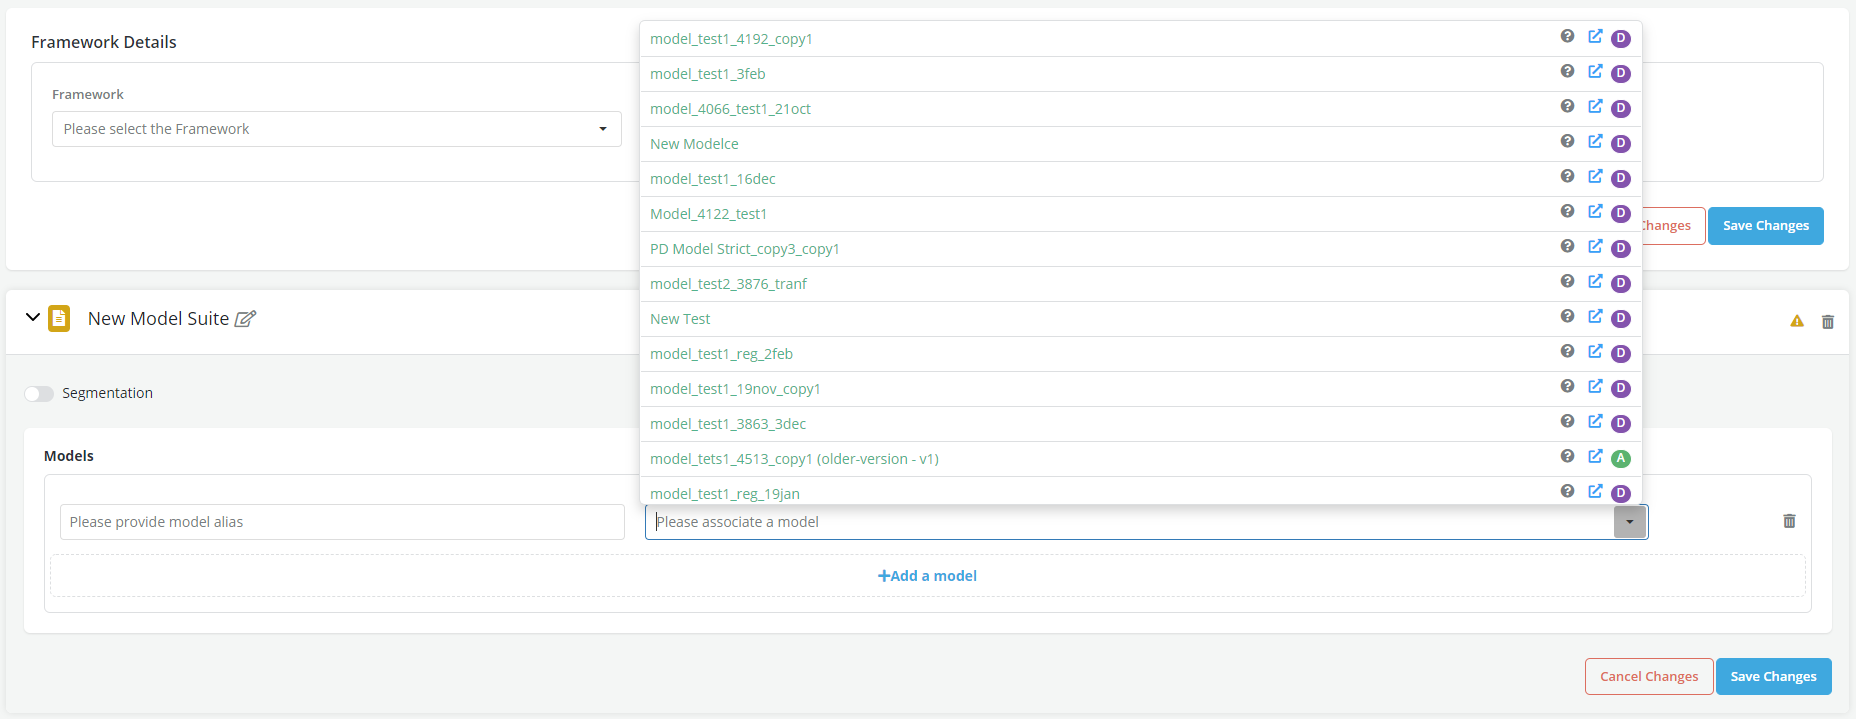 Framework Details
Framework
Please select the Framework
model_test1_4192_copy1 D
model_test1_3feb D
model_4066_test1_21oct D
New Modelce D
model_test1_16dec D
Model_4122_test1 D
PD Model Strict_copy3_copy1 D
model_test2_3876_tranf D
New Test D
model_test1_reg_2feb D
model_test1_19nov_copy1 D
model_test1_3863_3dec D
model_tets1_4513_copy1 (older-version - v1) A
model_test1_reg_19jan D
Changes Save Changes
New Model Suite
Segmentation
Models
Please provide model alias
Please associate a model
Add a model
Cancel Changes Save Changes